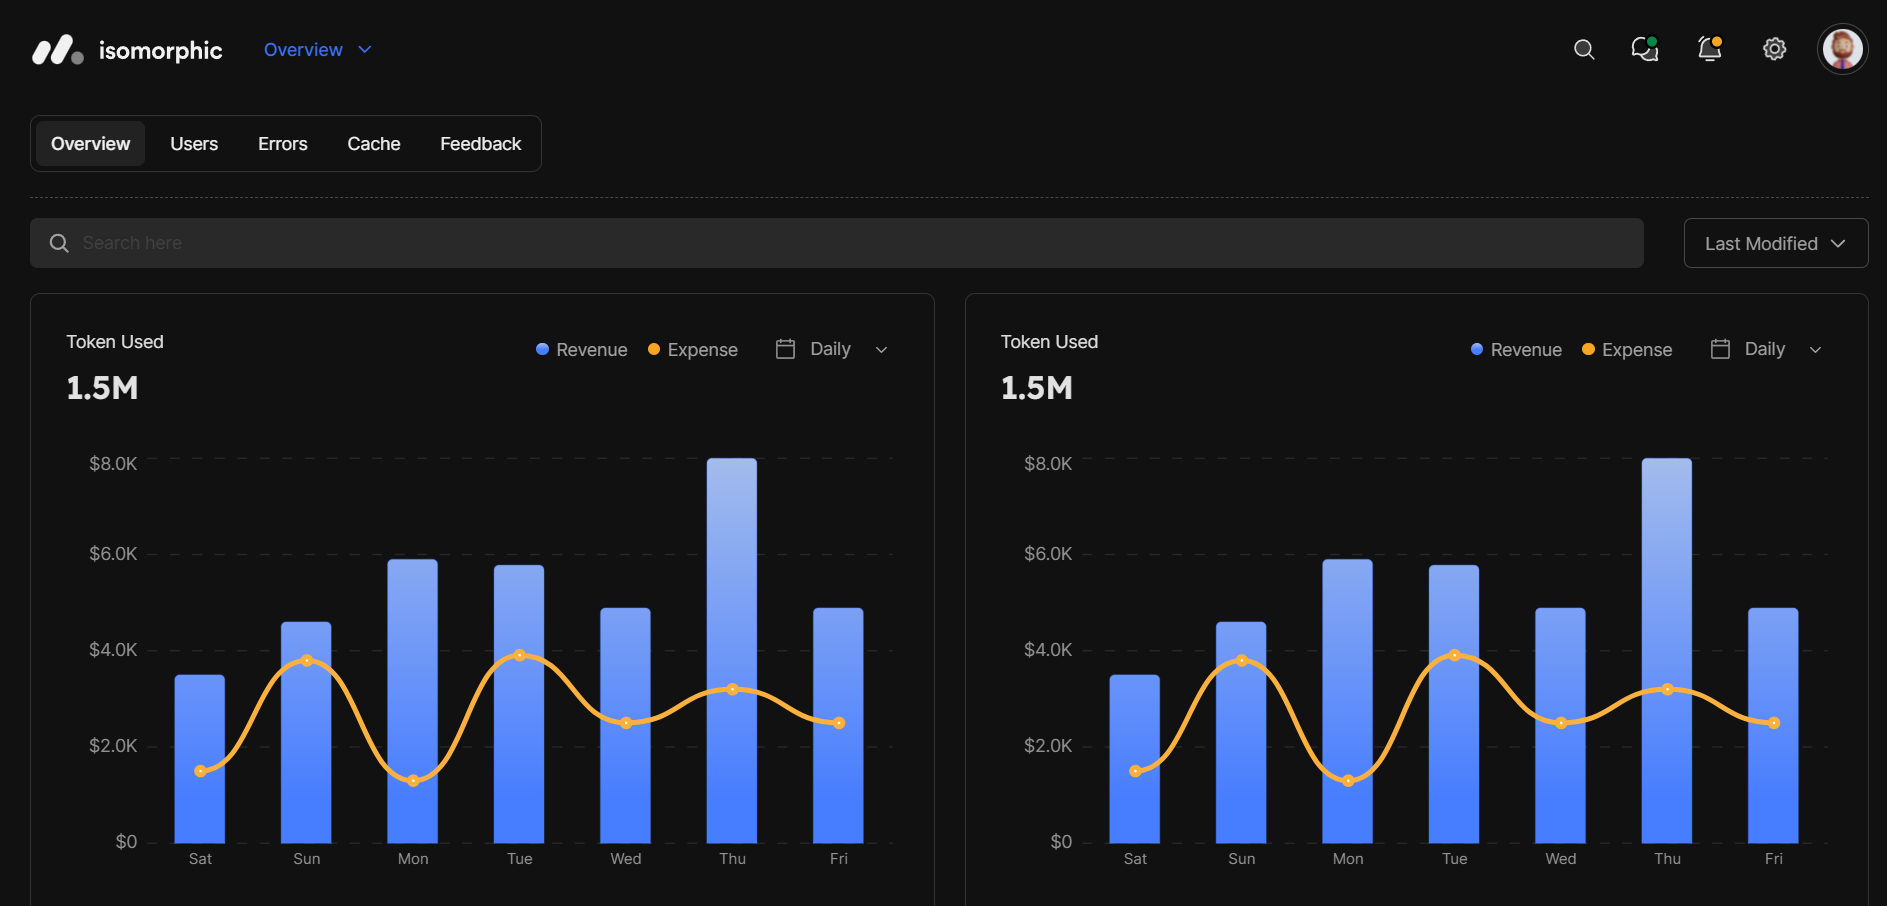 isomorphic
Overview
Overview
Users
Errors
Cache
Feedback
Search here
Last Modified
Token Used
Revenue
Expense
Daily
1.5M
$8.0K
$6.0K
$4.0K
$2.0K
$0
Sat
Sun
Mon
Tue
Wed
Thu
Fri
Token Used
Revenue
Expense
Daily
1.5M
$8.0K
$6.0K
$4.0K
$2.0K
$0
Sat
Sun
Mon
Tue
Wed
Thu
Fri